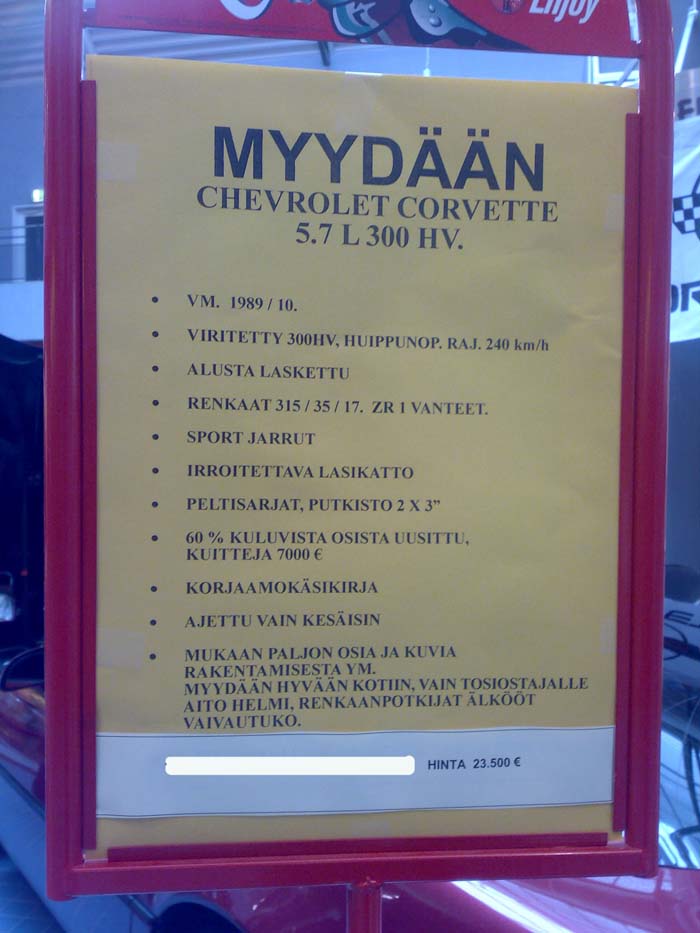 Enjoy
MYYDÄÄN
CHEVROLET CORVETTE
5.7 L 300 HV.
• VM. 1989 / 10.
• VIRITETTY 300HV, HUIPPUNOP. RAJ. 240 km/h
• ALUSTA LASKETTU
• RENKAAT 315 / 35 / 17. ZR 1 VANTEET.
• SPORT JARRUT
• IRROITETTAVA LASIKATTO
• PELTISARJAT, PUTKISTO 2 X 3”
• 60 % KULUVISTA OSISTA UUSITTU,
KUITTEJA 7000 €
• KORJAAMOKÄSIKIRJA
• AJETTU VAIN KESÄISIN
• MUKAAN PALJON OSIA JA KUVIA
RAKENTAMISESTA YM.
MYYDÄÄN HYVÄÄN KOTIIN, VAIN TOSIOSTAJALLE
AITO HELMI, RENKAANPOTKIJAT ÄLKÖÖT
VAIVAUTUKO.
HINTA 23.500 €